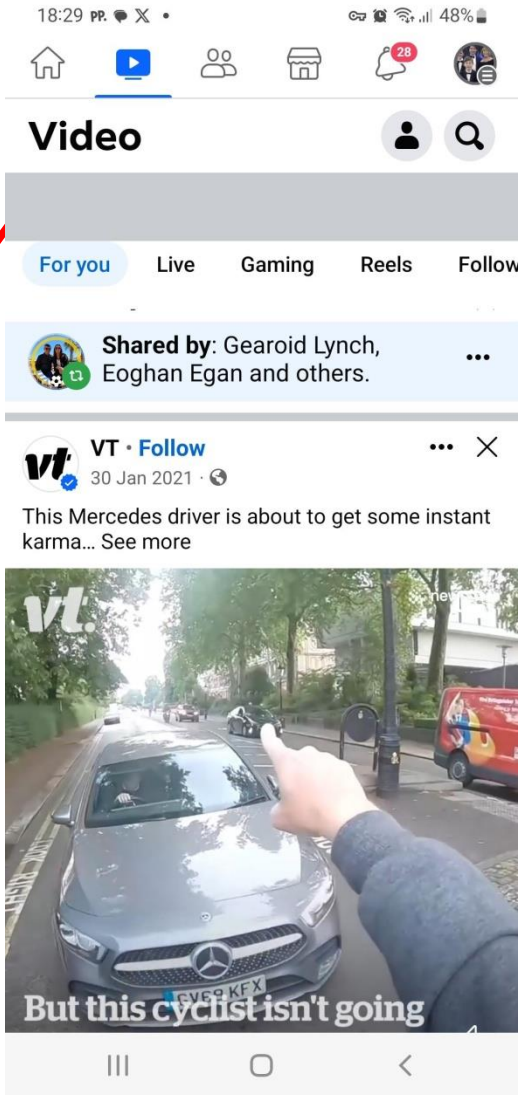 18:29 PP. X 48%
28
Video
For you Live Gaming Reels Follow
Shared by: Gearoid Lynch,
Eoghan Egan and others.
VT · Follow
30 Jan 2021 ·
This Mercedes driver is about to get some instant
karma... See more
vt.
But this cyclist isn't going